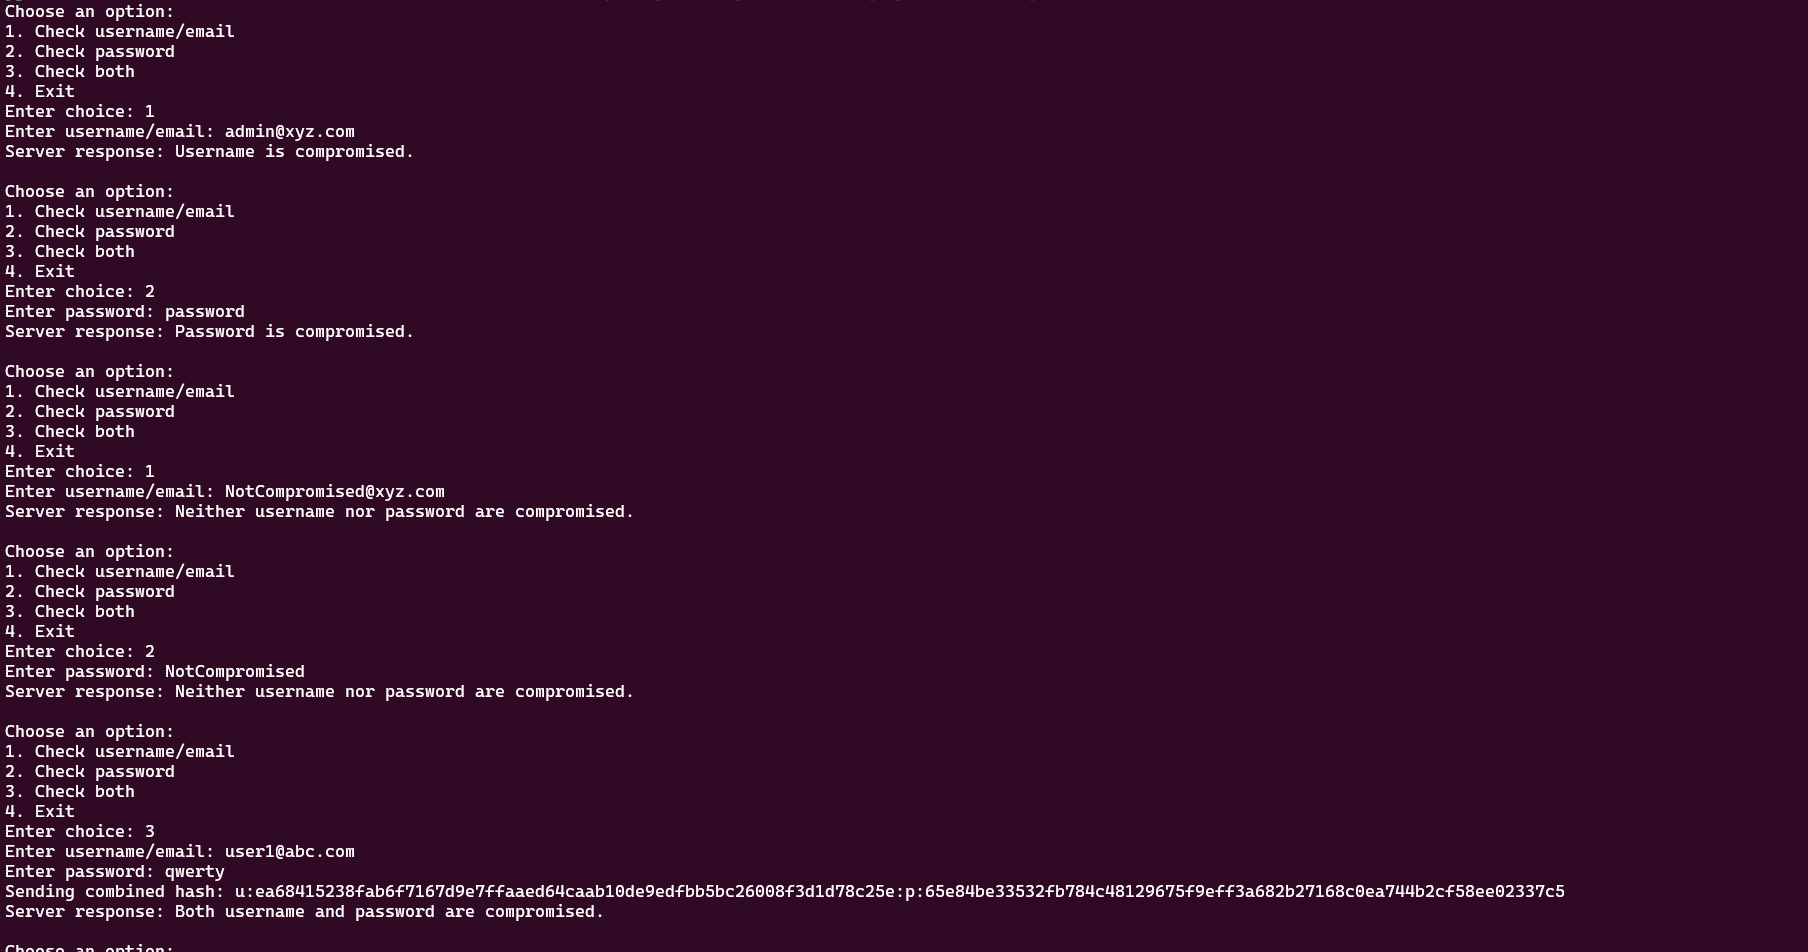 Choose an option:
1. Check username/email
2. Check password
3. Check both
4. Exit
Enter choice: 1
Enter username/email: admin@xyz.com
Server response: Username is compromised.
Choose an option:
1. Check username/email
2. Check password
3. Check both
4. Exit
Enter choice: 2
Enter password: password
Server response: Password is compromised.
Choose an option:
1. Check username/email
2. Check password
3. Check both
4. Exit
Enter choice: 1
Enter username/email: NotCompromised@xyz.com
Server response: Neither username nor password are compromised.
Choose an option:
1. Check username/email
2. Check password
3. Check both
4. Exit
Enter choice: 2
Enter password: NotCompromised
Server response: Neither username nor password are compromised.
Choose an option:
1. Check username/email
2. Check password
3. Check both
4. Exit
Enter choice: 3
Enter username/email: user1@abc.com
Enter password: qwerty
Sending combined hash: u:ea68415238fab6f7167d9e7ffaaed64caab10de9edfbb5bc26008f3d1d78c25e:p:65e84be33532fb784c48129675f9eff3a682b27168c0ea744b2cf58ee02337c5
Server response: Both username and password are compromised.
Choose an option: